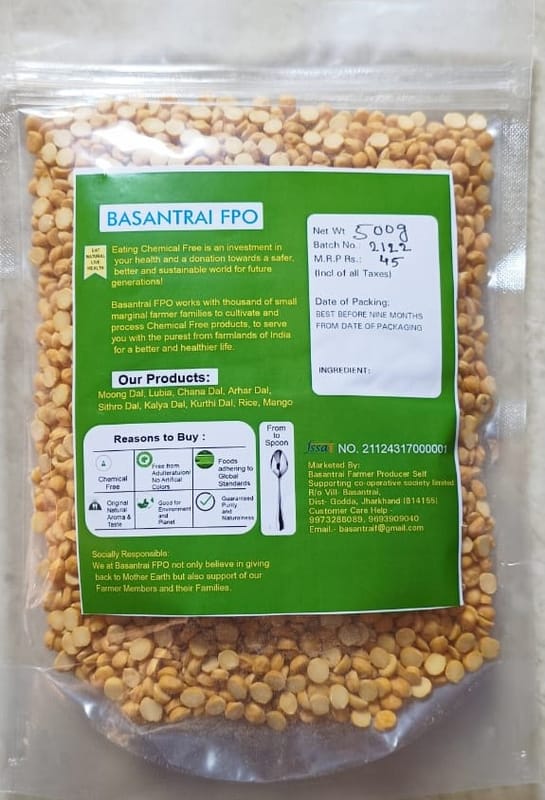 BASANTRAI FPO
EAT
NATURAL
LIVE
HEALTH
Eating Chemical Free is an investment in
your health and a donation towards a safer,
better and sustainable world for future
generations!
Basantrai FPO works with thousand of small
marginal farmer families to cultivate and
process Chemical Free products, to serve
you with the purest from farmlands of India
for a better and healthier life.
Our Products:
Moong Dal, Lubia, Chana Dal, Arhar Dal,
Sithro Dal, Kalya Dal, Kurthi Dal, Rice, Mango
Net Wt 500g
Batch No.: 2122
M.R.P Rs.: 45
(Incl of all Taxes)
Date of Packing:
BEST BEFORE NINE MONTHS
FROM DATE OF PACKAGING
INGREDIENT:
Reasons to Buy :
Chemical
Free
Free from
Adulteration/
No Artifical
Colors
Foods
adhering to
Global
Standards
Original
Natural
Aroma &
Taste
Good for
Environment
and
Planet
Guaranteed
Purity
and
Naturalness
From
to
Spoon
fssai NO. 21124317000001
Marketed By:
Basantrai Farmer Producer Self
Supporting co-operative society limited
R/o Vill- Basantrai,
Dist- Godda, Jharkhand (814155)
Customer Care Help -
9973288089, 9693909040
Email.- basantraif@gmail.com
Socially Responsible:
We at Basantrai FPO not only believe in giving
back to Mother Earth but also support of our
Farmer Members and their Families.